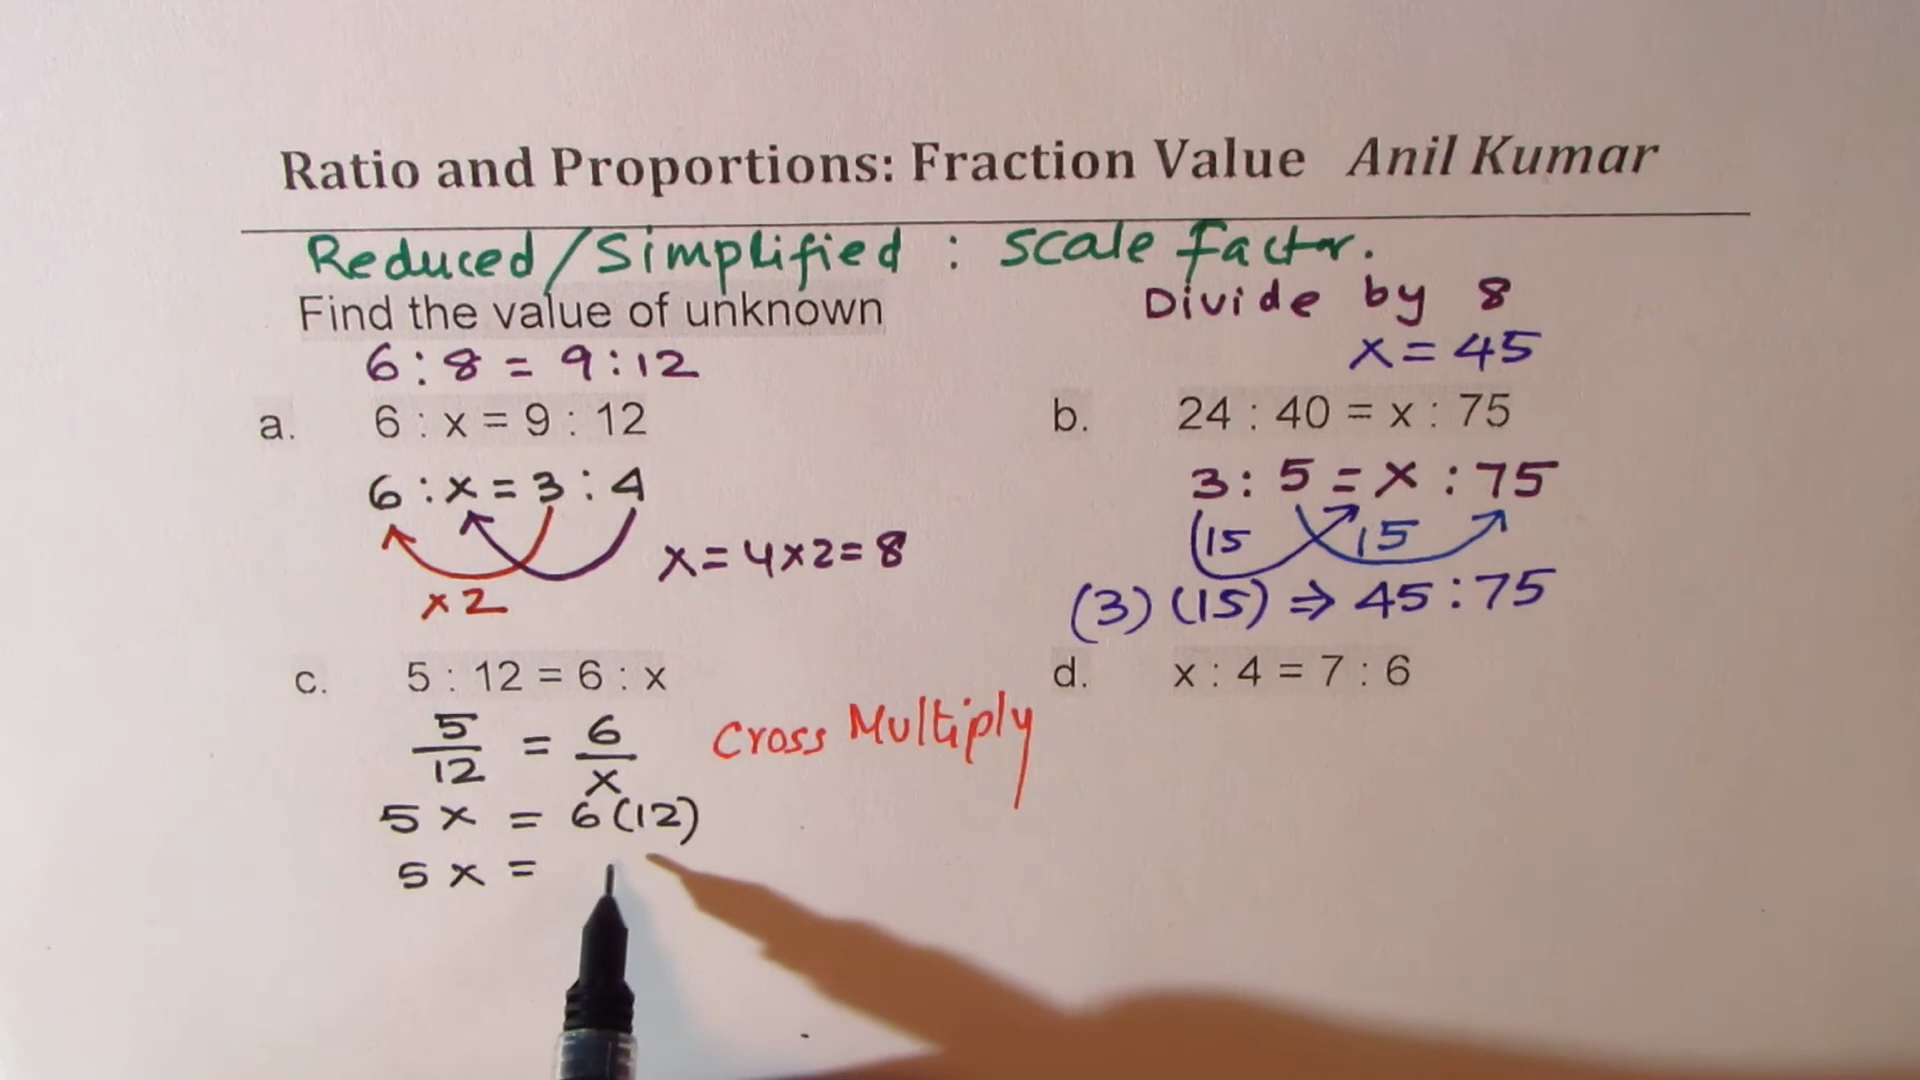 Ratio and Proportions: Fraction Value Anil Kumar
Reduced/Simplified : Scale factor.
Find the value of unknown
Divide by 8
x = 45
6 : 8 = 9 : 12
a. 6 : x = 9 : 12
6 : x = 3 : 4
x = 4 x 2 = 8
x 2
b. 24 : 40 = x : 75
3 : 5 = x : 75
(15 15
(3) (15) ⇒ 45 : 75
c. 5 : 12 = 6 : x
5/12 = 6/x
Cross Multiply
5 x = 6(12)
5 x =
d. x : 4 = 7 : 6